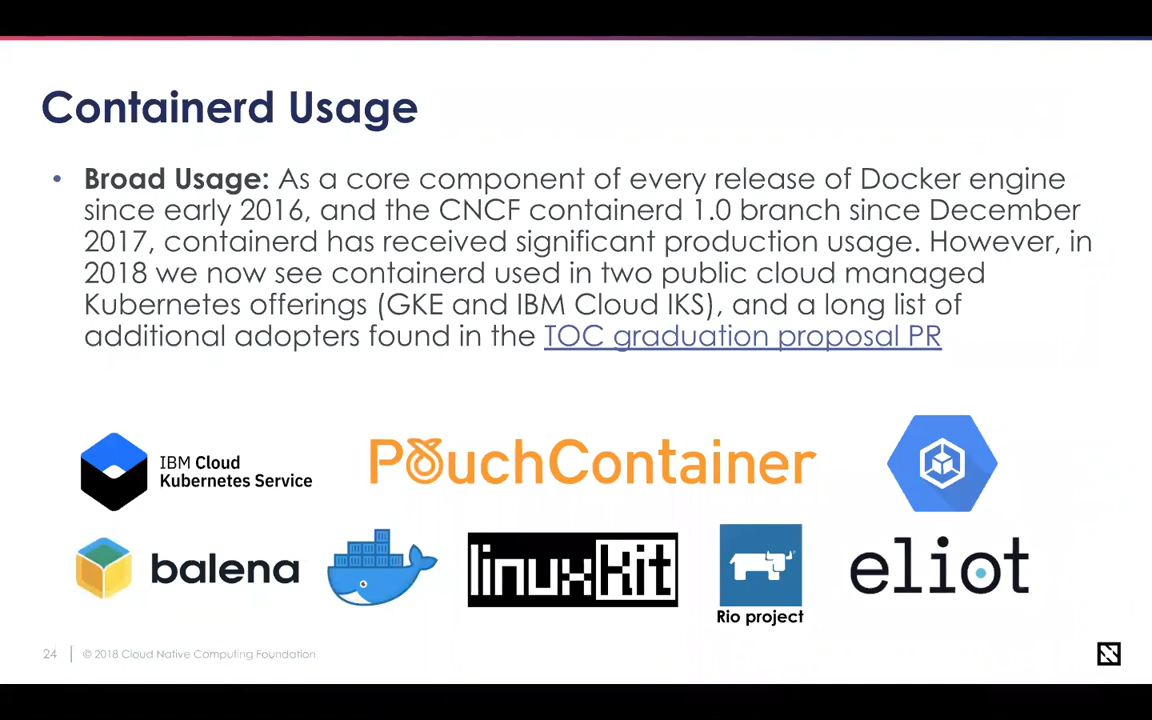 Containerd Usage
• Broad Usage: As a core component of every release of Docker engine
since early 2016, and the CNCF containerd 1.0 branch since December
2017, containerd has received significant production usage. However, in
2018 we now see containerd used in two public cloud managed
Kubernetes offerings (GKE and IBM Cloud IKS), and a long list of
additional adopters found in the TOC graduation proposal PR
IBM Cloud
Kubernetes Service
PouchContainer
balena
linuxkit
Rio project
eliot
24 | © 2018 Cloud Native Computing Foundation